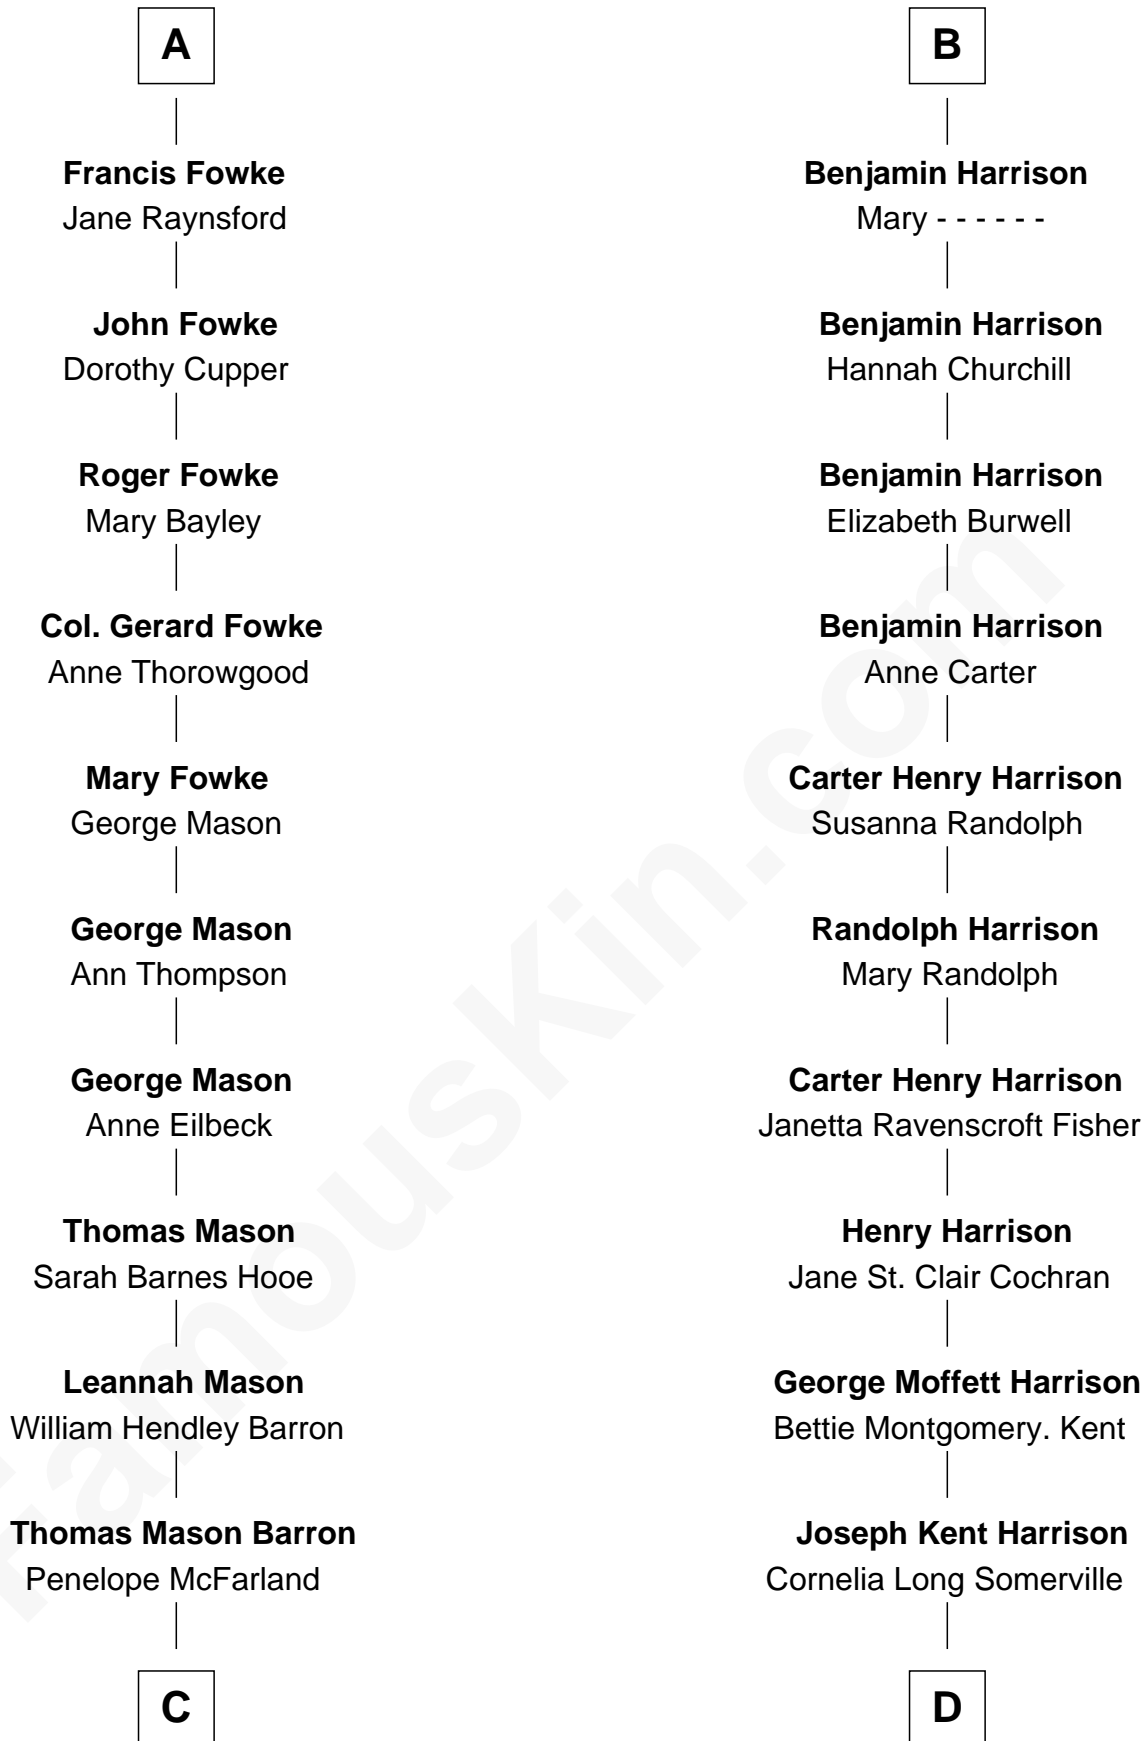 A
Francis Fowke
Jane Raynsford
John Fowke
Dorothy Cupper
Roger Fowke
Mary Bayley
Col. Gerard Fowke
Anne Thorowgood
Mary Fowke
George Mason
George Mason
Ann Thompson
George Mason
Anne Eilbeck
Thomas Mason
Sarah Barnes Hooe
Leannah Mason
William Hendley Barron
Thomas Mason Barron
Penelope McFarland
C
B
Benjamin Harrison
Mary - - - - - -
Benjamin Harrison
Hannah Churchill
Benjamin Harrison
Elizabeth Burwell
Benjamin Harrison
Anne Carter
Carter Henry Harrison
Susanna Randolph
Randolph Harrison
Mary Randolph
Carter Henry Harrison
Janetta Ravenscroft Fisher
Henry Harrison
Jane St. Clair Cochran
George Moffett Harrison
Bettie Montgomery. Kent
Joseph Kent Harrison
Cornelia Long Somerville
D
FamousKin.com